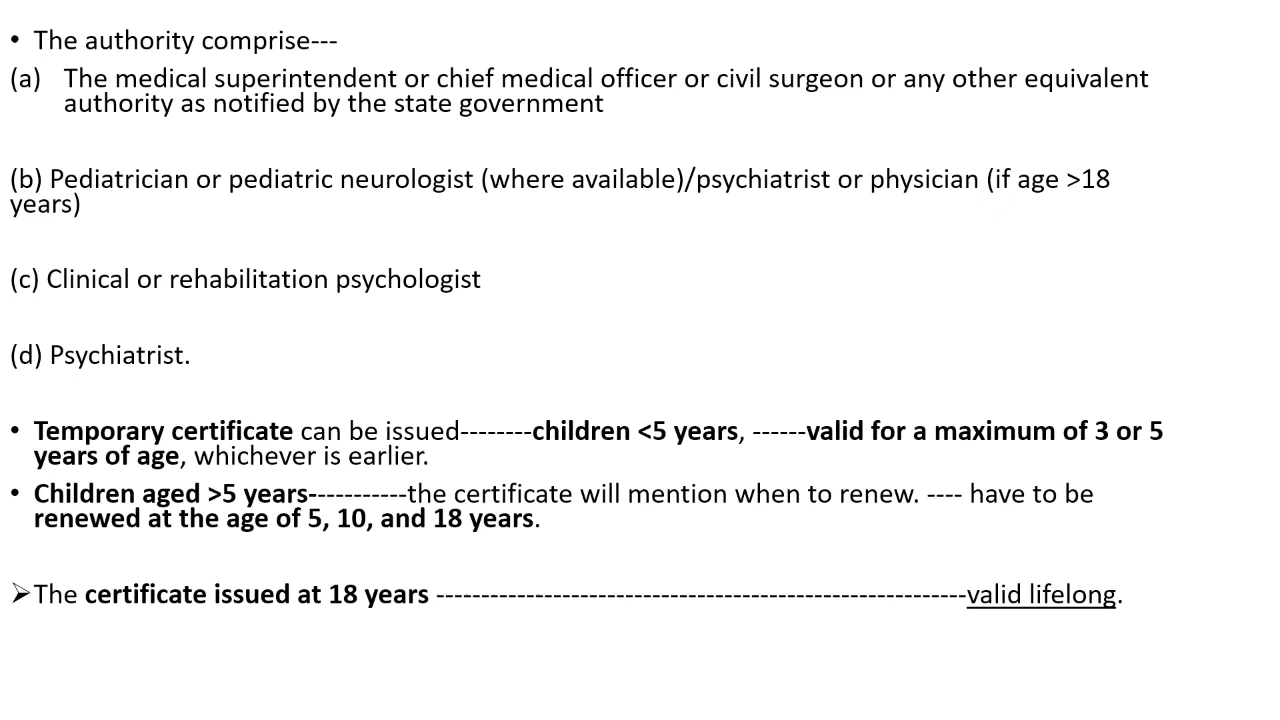 • The authority comprise---
(a) The medical superintendent or chief medical officer or civil surgeon or any other equivalent
authority as notified by the state government
(b) Pediatrician or pediatric neurologist (where available)/psychiatrist or physician (if age >18
years)
(c) Clinical or rehabilitation psychologist
(d) Psychiatrist.
• Temporary certificate can be issued--------children <5 years, ------valid for a maximum of 3 or 5
years of age, whichever is earlier.
• Children aged >5 years-----------the certificate will mention when to renew. ---- have to be
renewed at the age of 5, 10, and 18 years.
➢The certificate issued at 18 years -----------------------------------------------------------valid lifelong.